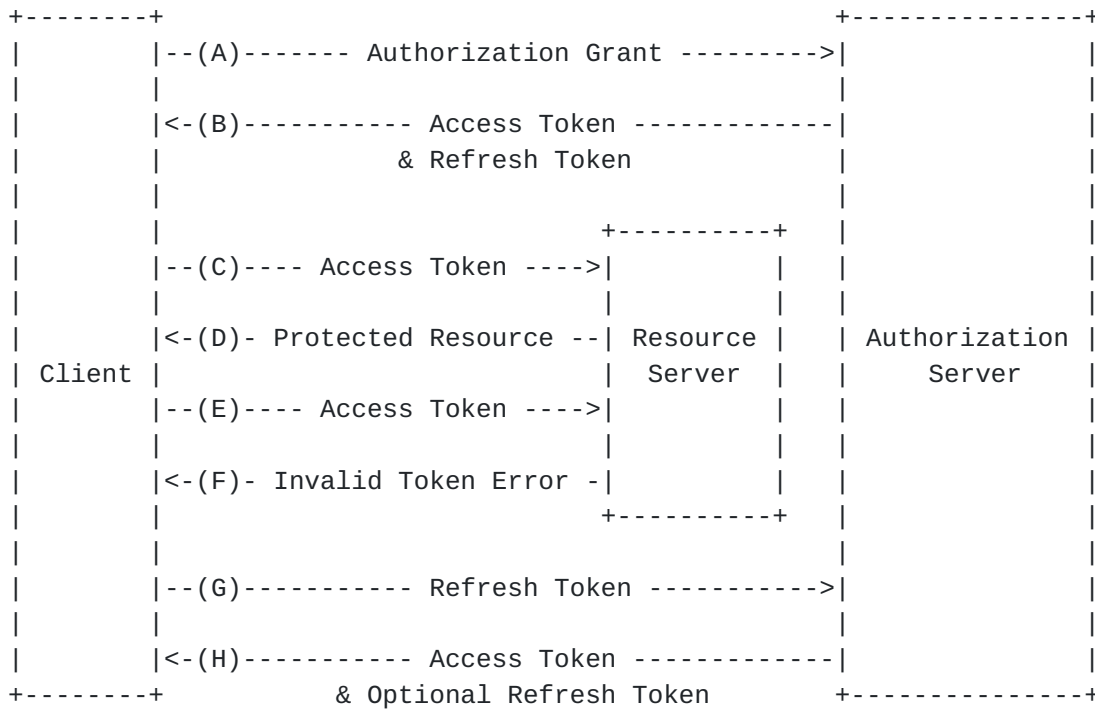 +--------+                                           +---------------+
|        |--(A)------- Authorization Grant --------->|               |
|        |                                           |               |
|        |<-(B)----------- Access Token -------------|               |
|        |               & Refresh Token             |               |
|        |                                           |               |
|        |                            +----------+   |               |
|        |--(C)---- Access Token ---->|          |   |               |
|        |                            |          |   |               |
|        |<-(D)- Protected Resource --| Resource |   | Authorization |
| Client |                            |  Server  |   |     Server    |
|        |--(E)---- Access Token ---->|          |   |               |
|        |                            |          |   |               |
|        |<-(F)- Invalid Token Error -|          |   |               |
|        |                            +----------+   |               |
|        |                                           |               |
|        |--(G)----------- Refresh Token ----------->|               |
|        |                                           |               |
|        |<-(H)----------- Access Token -------------|               |
+--------+           & Optional Refresh Token        +---------------+